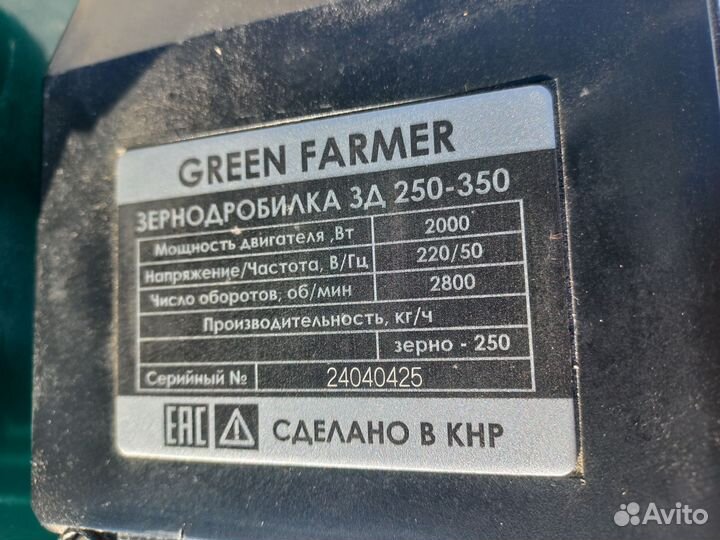 GREEN FARMER
ЗЕРНОДРОБИЛКА ЗД 250-350
Мощность двигателя ,Вт 2000
Напряжение/Частота, В/Гц 220/50
Число оборотов, об/мин 2800
Производительность, кг/ч
зерно - 250
Серийный № 24040425
EAC СДЕЛАНО В КНР
Avito